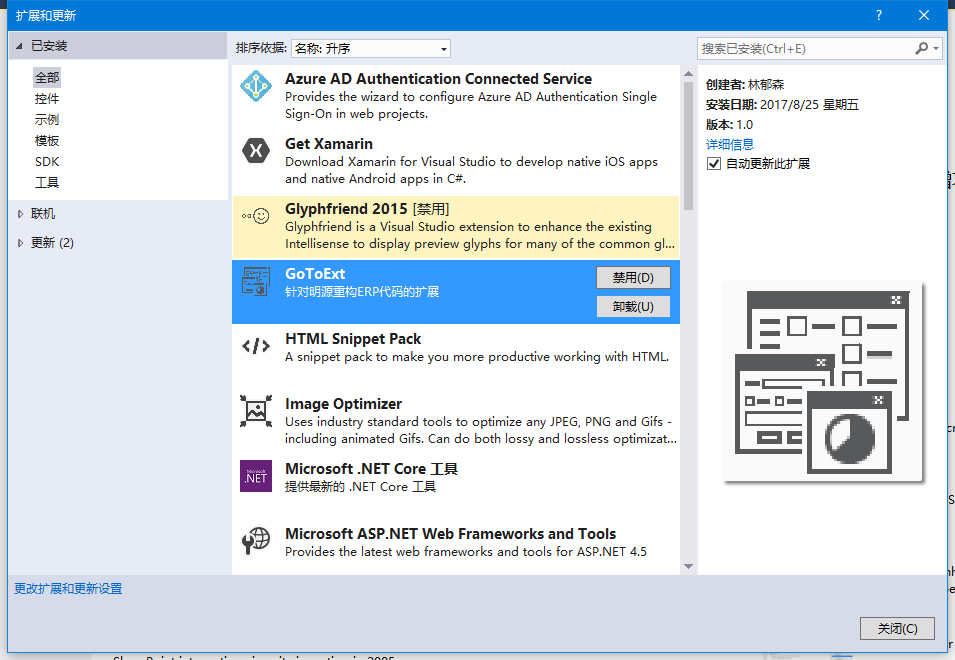 扩展和更新
?
已安装
全部
控件
示例
模板
SDK
工具
联机
更新 (2)
更改扩展和更新设置
排序依据: 名称: 升序
Azure AD Authentication Connected Service
Provides the wizard to configure Azure AD Authentication Single
Sign-On in web projects.
Get Xamarin
Download Xamarin for Visual Studio to develop native iOS apps
and native Android apps in C#.
Glyphfriend 2015 [禁用]
Glyphfriend is a Visual Studio extension to enhance the existing
Intellisense to display preview glyphs for many of the common gl...
GoToExt
针对明源重构ERP代码的扩展
禁用(D)
卸载(U)
HTML Snippet Pack
A snippet pack to make you more productive working with HTML.
Image Optimizer
Uses industry standard tools to optimize any JPEG, PNG and Gifs -
including animated Gifs. Can do both lossy and lossless optimizat...
Microsoft
.NET
Microsoft .NET Core 工具
提供最新的 .NET Core 工具
Microsoft ASP.NET Web Frameworks and Tools
Provides the latest web frameworks and tools for ASP.NET 4.5
搜索已安装(Ctrl+E)
创建者: 林郁森
安装日期: 2017/8/25 星期五
版本: 1.0
详细信息
自动更新此扩展
关闭(C)